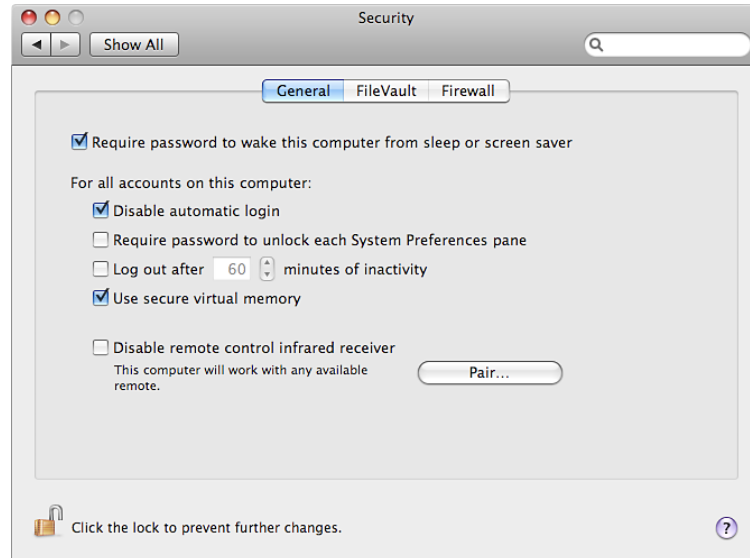 Security
Show All
General FileVault Firewall
Require password to wake this computer from sleep or screen saver
For all accounts on this computer:
Disable automatic login
Require password to unlock each System Preferences pane
Log out after 60 minutes of inactivity
Use secure virtual memory
Disable remote control infrared receiver
This computer will work with any available
remote.
Pair...
Click the lock to prevent further changes.
?